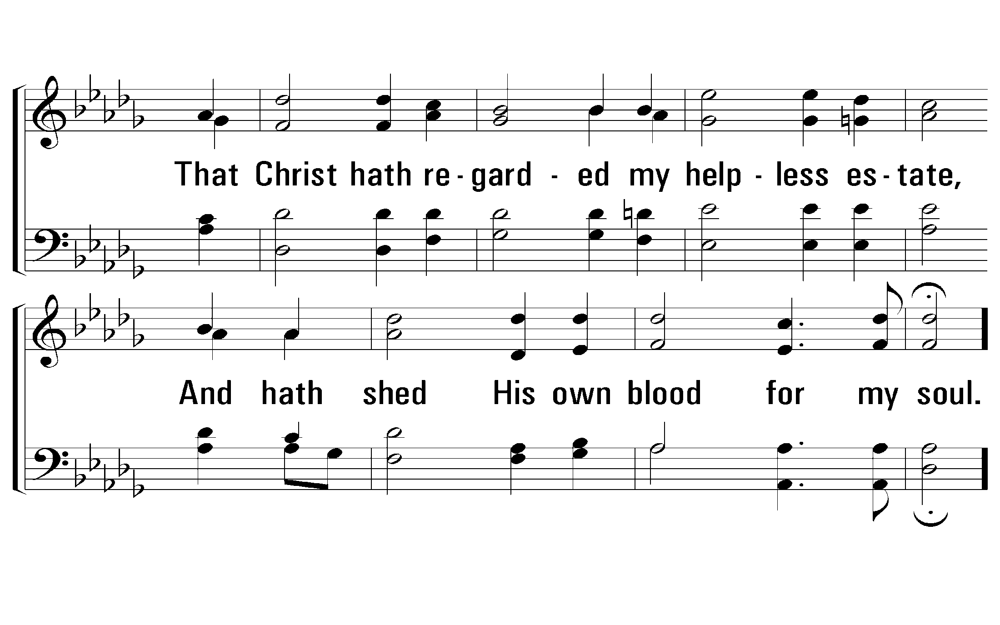 That Christ hath re - gard - ed my help - less es - tate,
And hath shed His own blood for my soul.